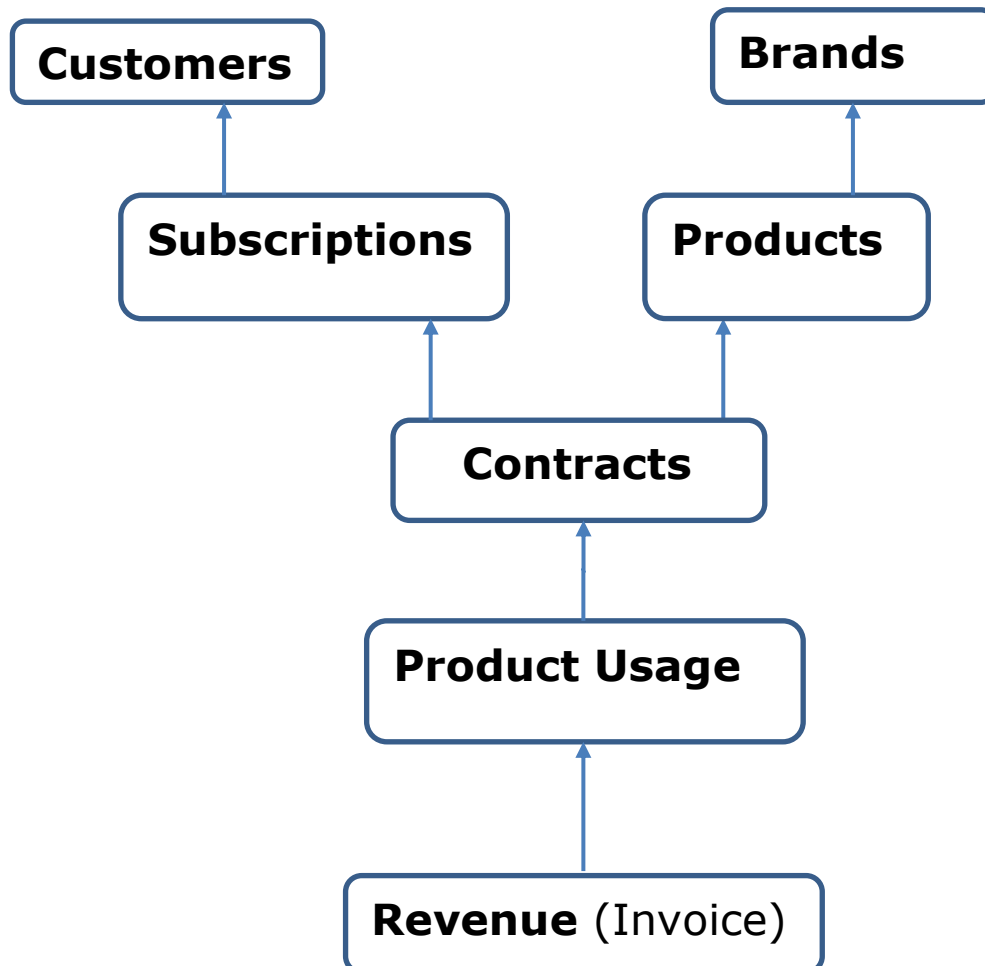 Customers
Brands
Subscriptions
Products
Contracts
Product Usage
Revenue (Invoice)